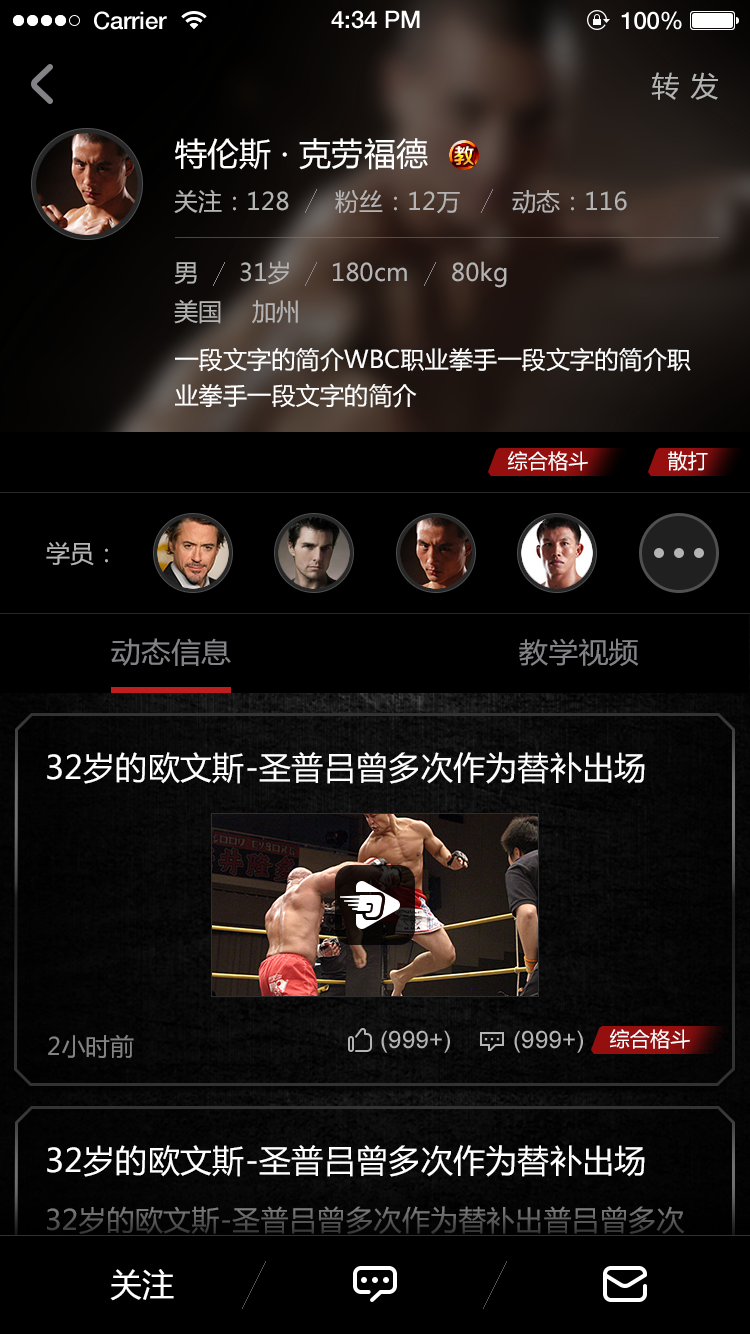 Carrier 4:34 PM 100%
转 发
特伦斯 · 克劳福德 教
关注：128 / 粉丝：12万 / 动态：116
男 / 31岁 / 180cm / 80kg
美国 加州
一段文字的简介WBC职业拳手一段文字的简介职
业拳手一段文字的简介
综合格斗 散打
学员：
动态信息 教学视频
32岁的欧文斯-圣普吕曾多次作为替补出场
2小时前 (999+) (999+) 综合格斗
32岁的欧文斯-圣普吕曾多次作为替补出场
32岁的欧文斯-圣普吕曾多次作为替补出普吕曾多次
关注